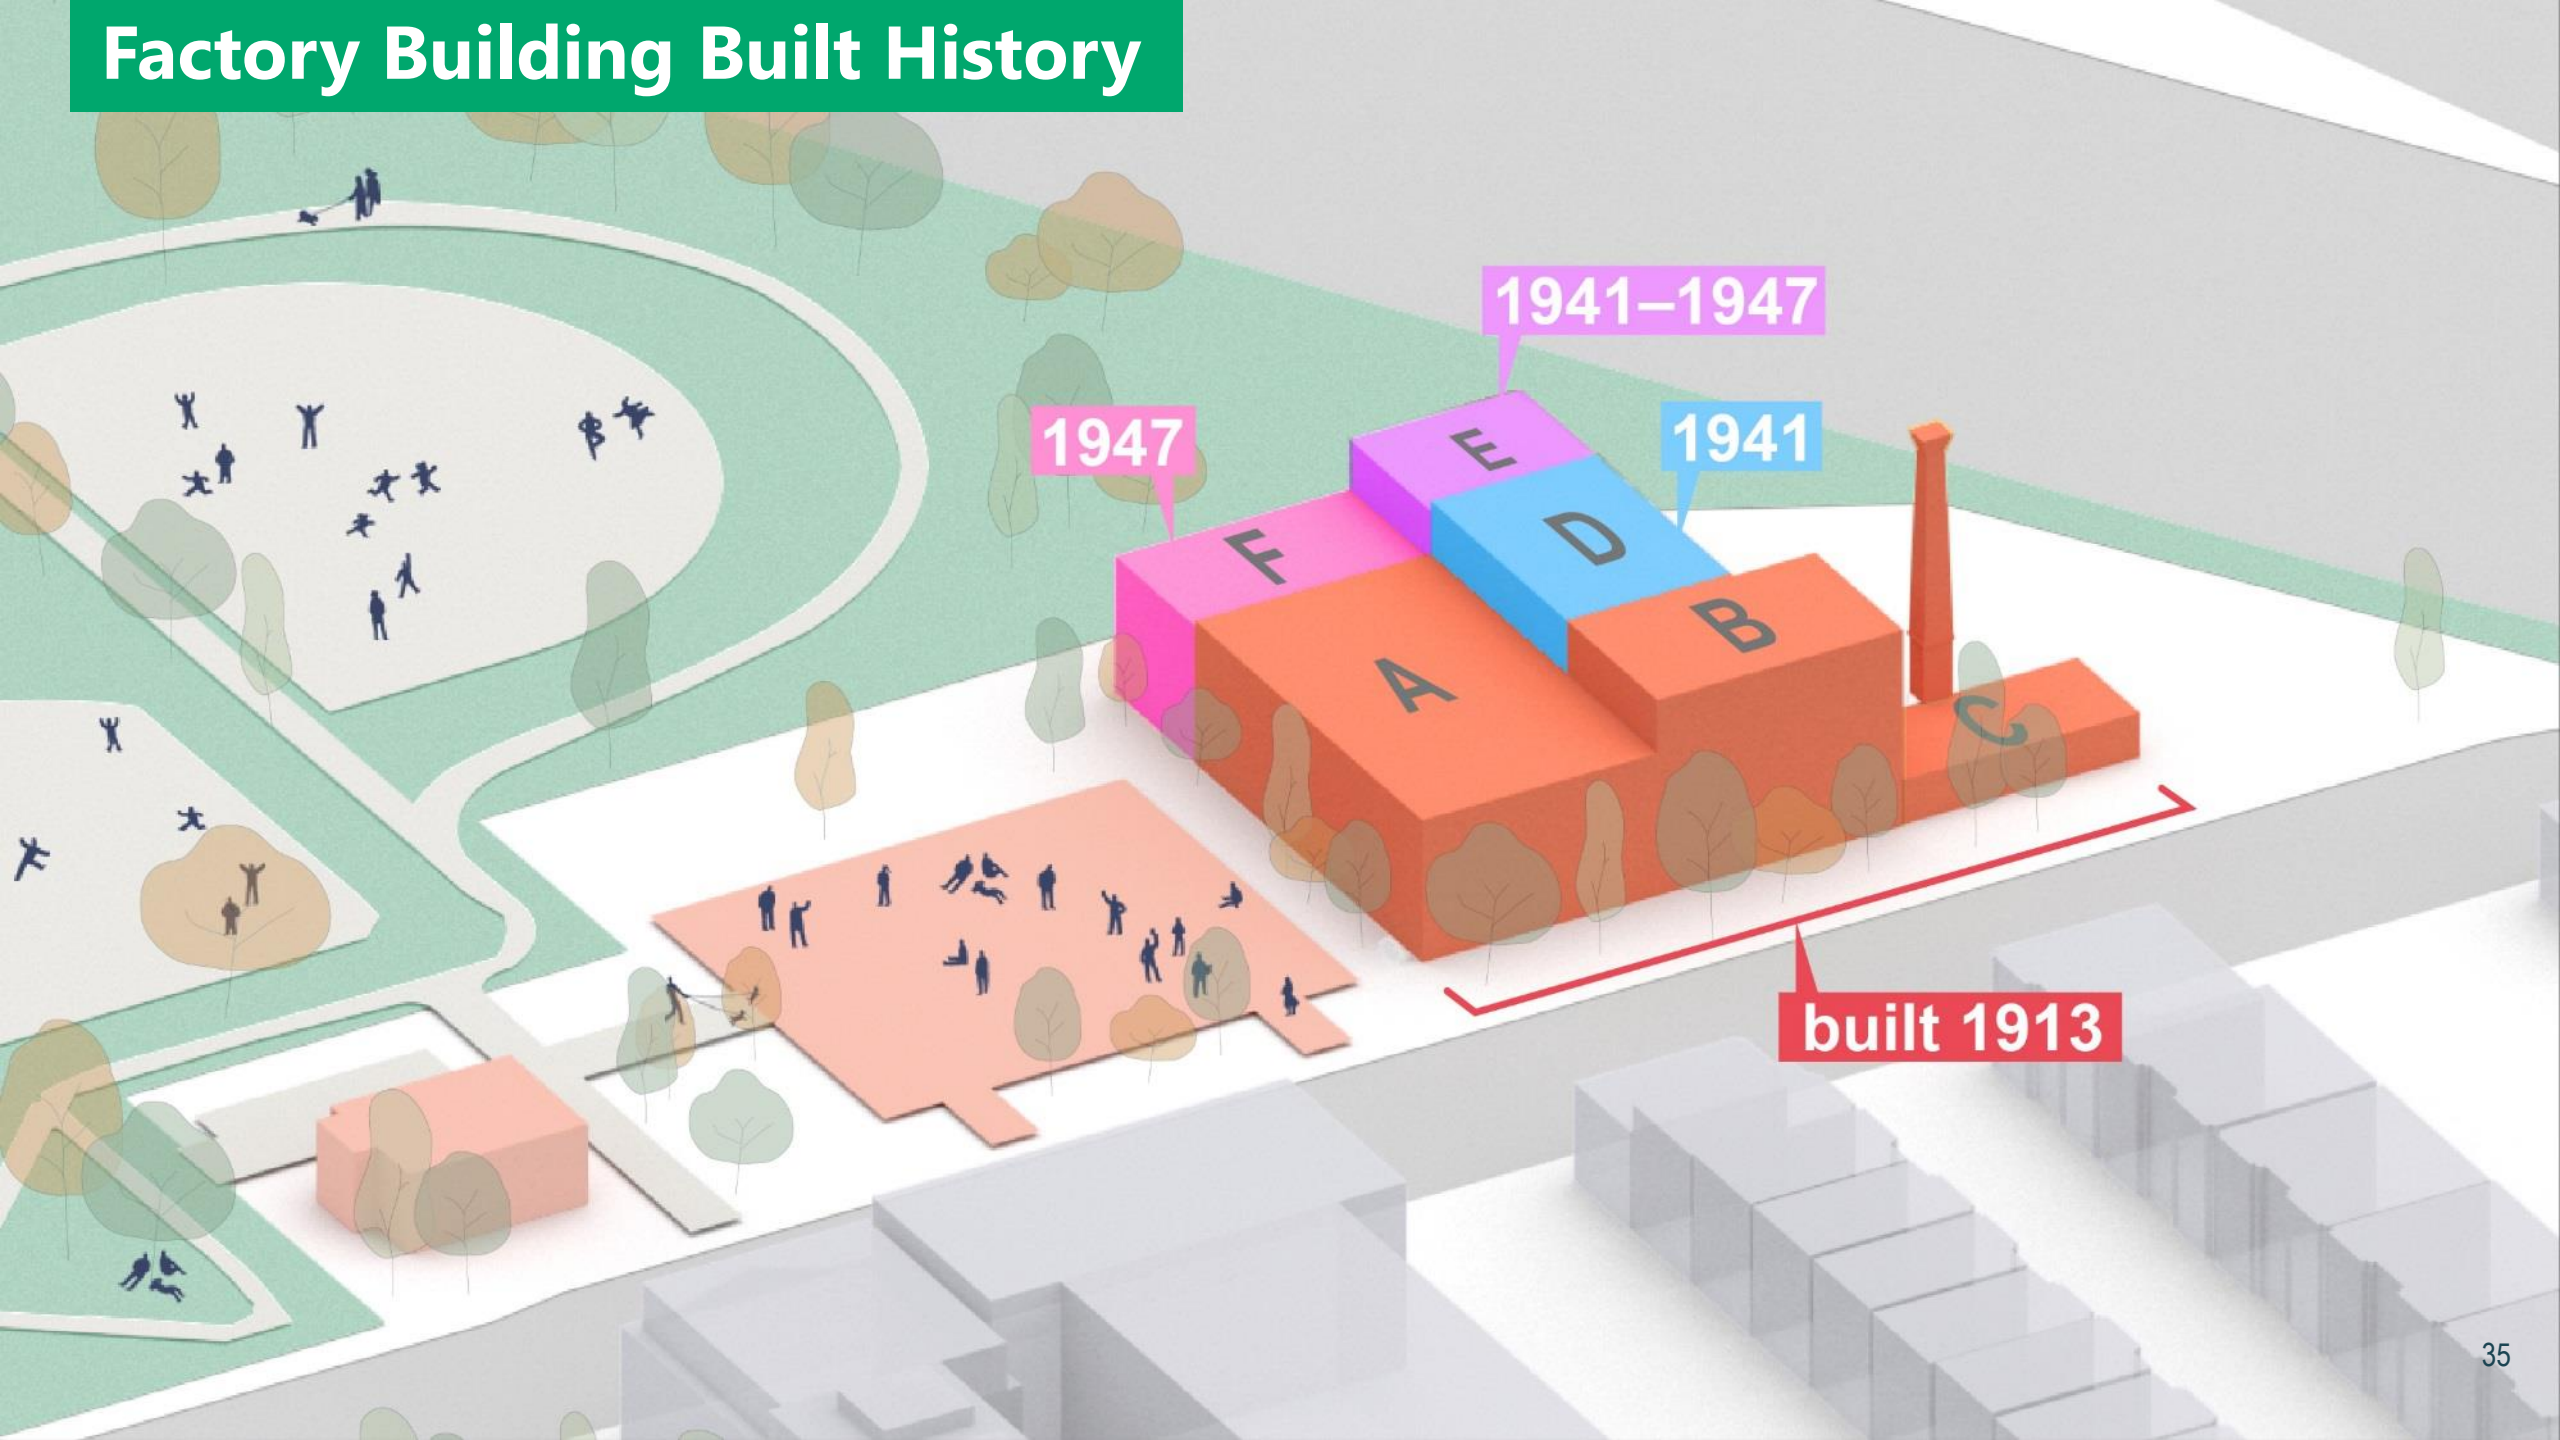 Factory Building Built History
1941–1947
1947
1941
E
F
D
B
A
C
built 1913
35